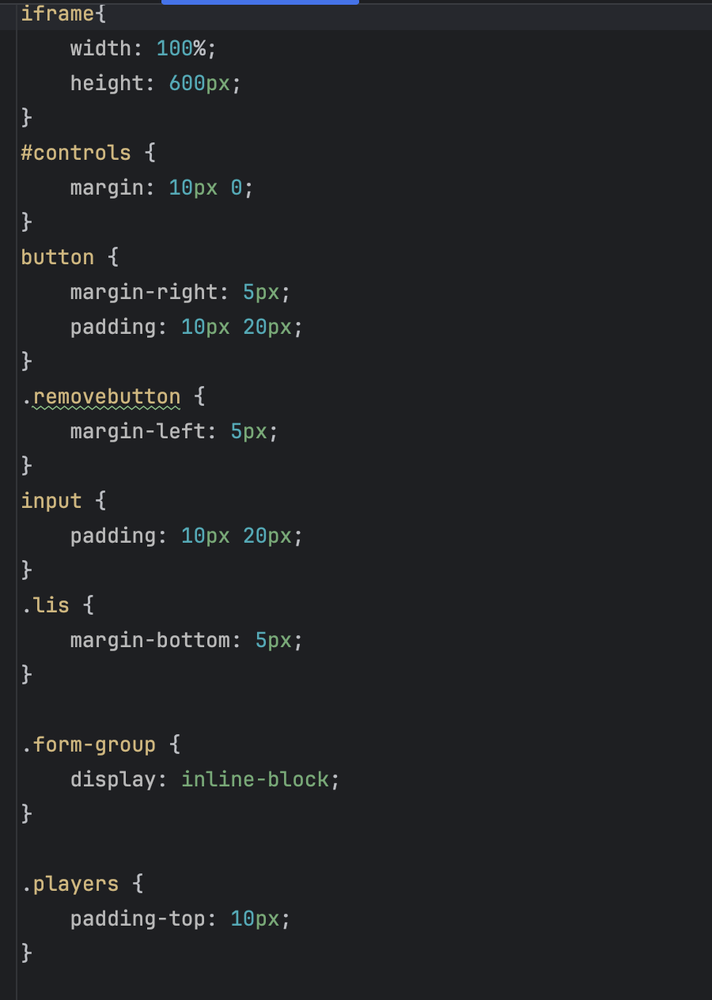 iframe{
    width: 100%;
    height: 600px;
}
#controls {
    margin: 10px 0;
}
button {
    margin-right: 5px;
    padding: 10px 20px;
}
.removebutton {
    margin-left: 5px;
}
input {
    padding: 10px 20px;
}
.lis {
    margin-bottom: 5px;
}

.form-group {
    display: inline-block;
}

.players {
    padding-top: 10px;
}